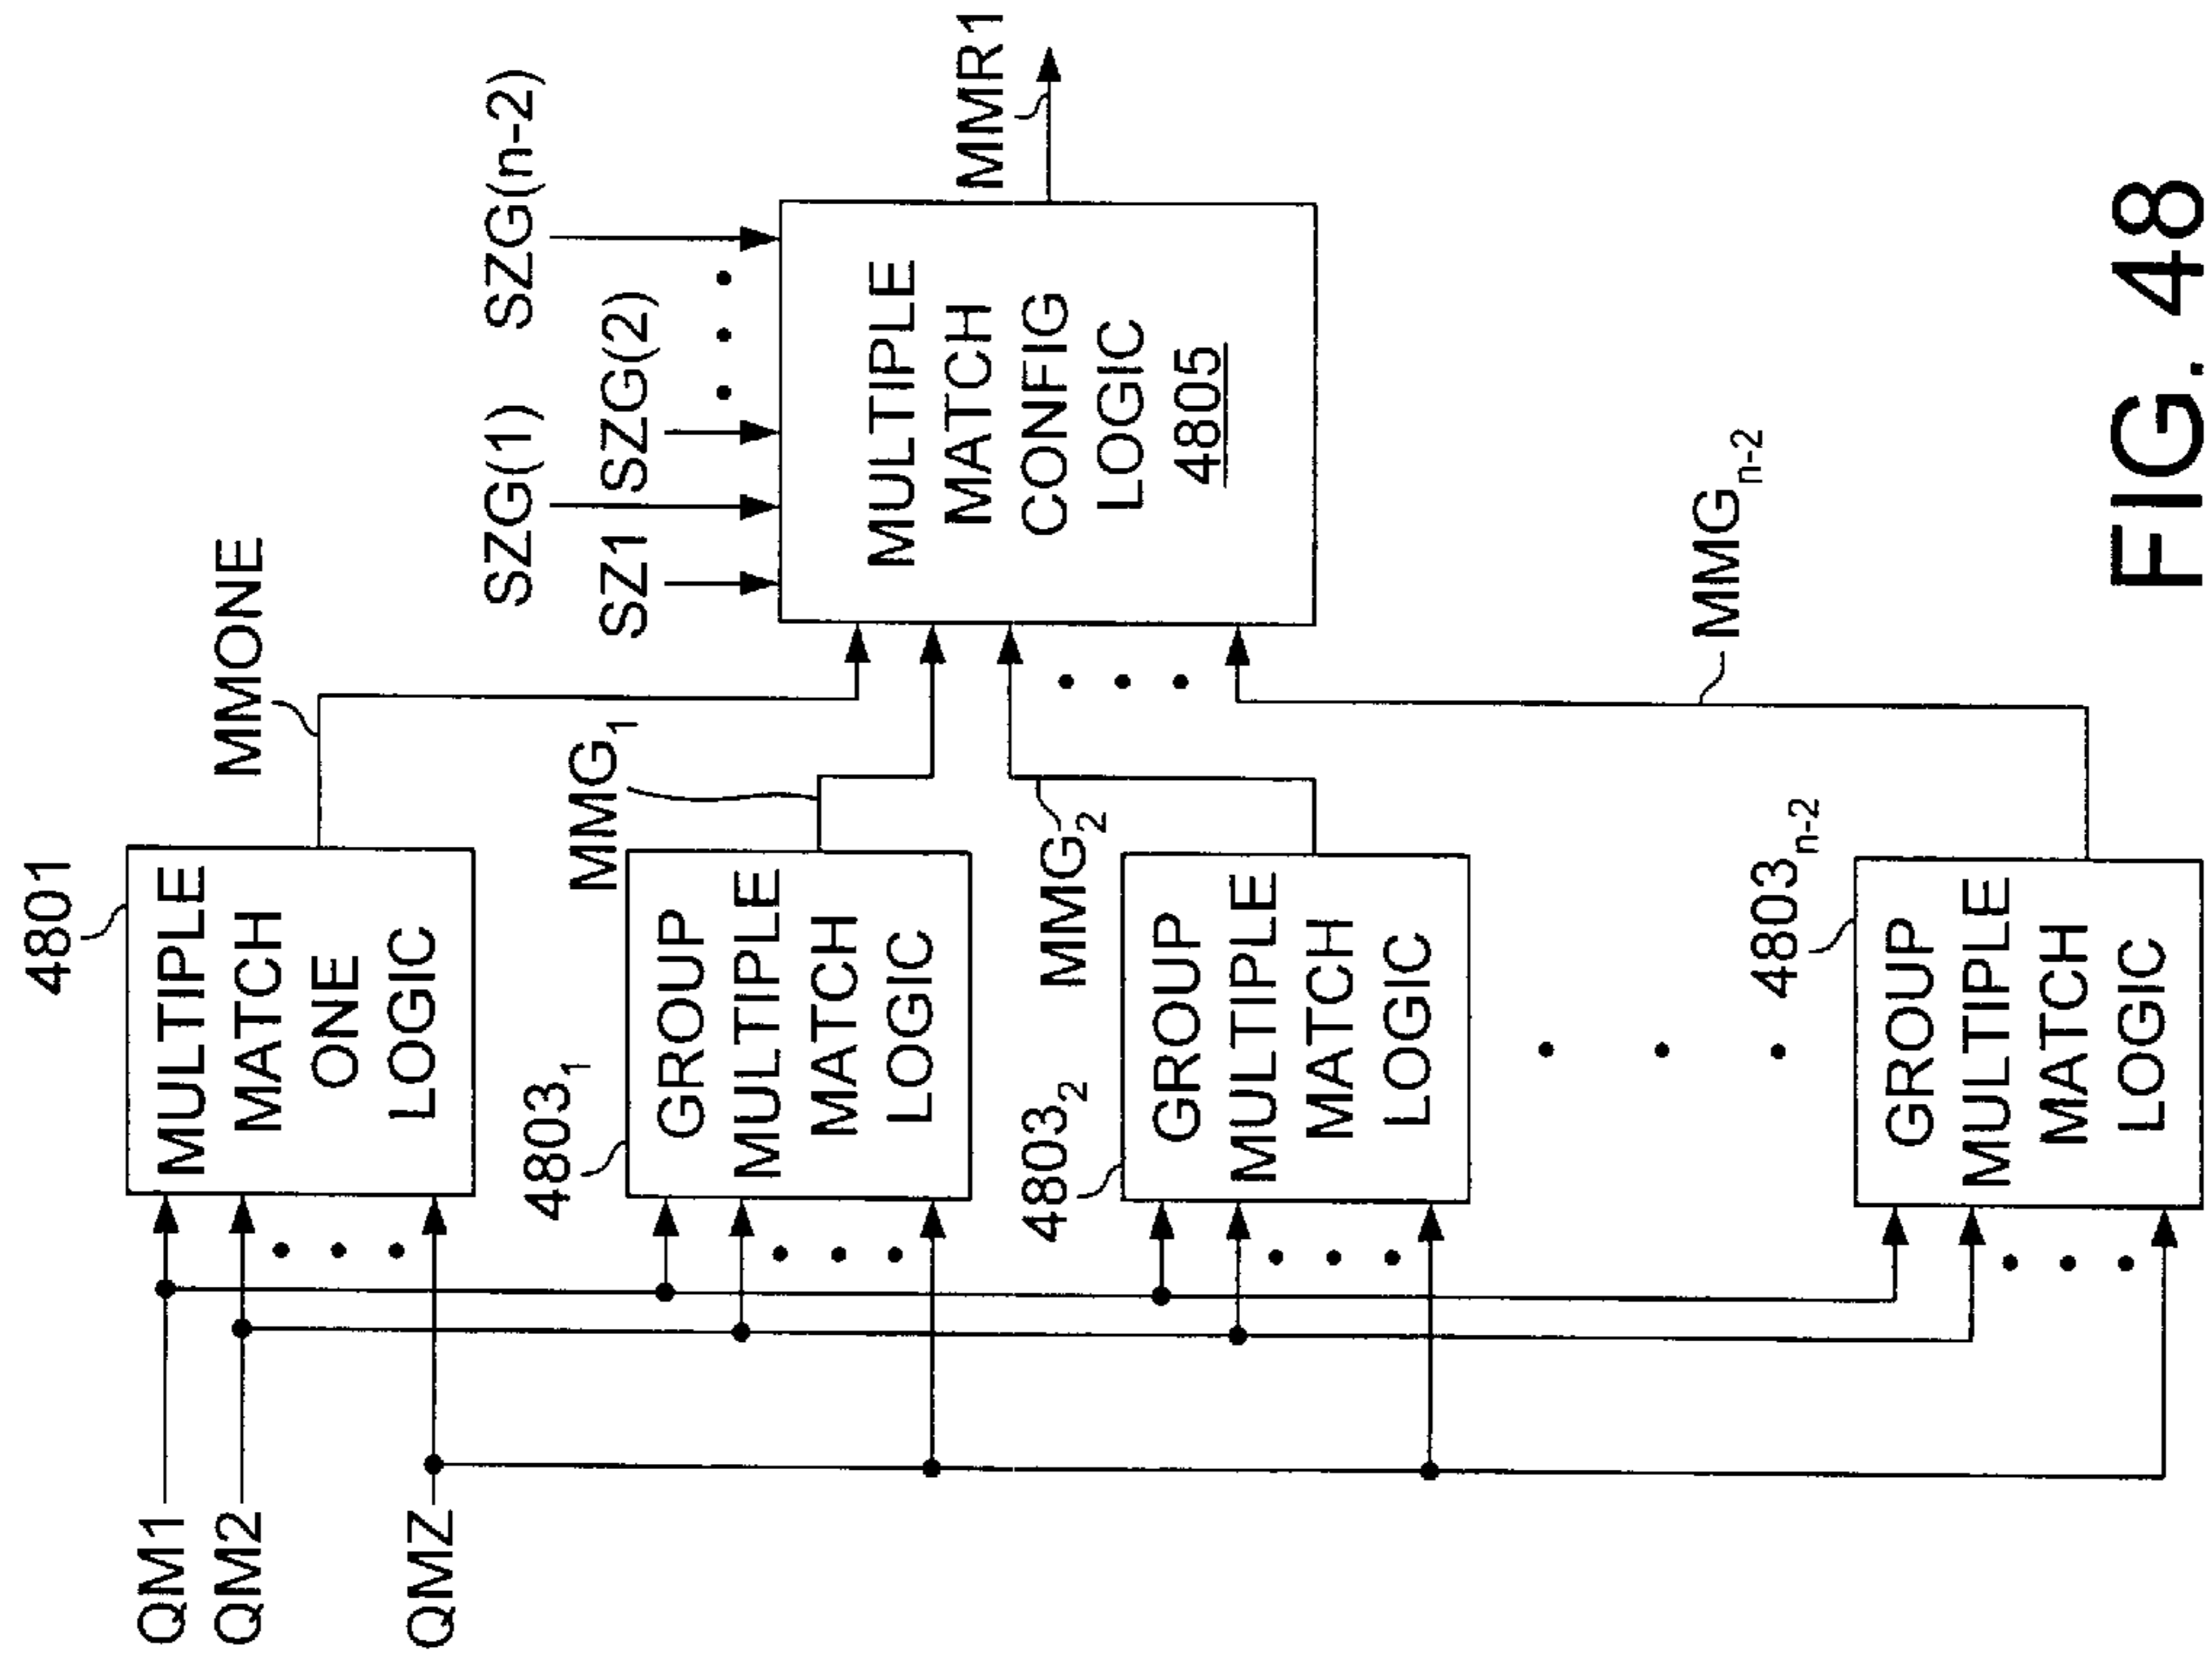 QM1
QM2
QMZ
4801
MULTIPLE
MATCH
ONE
LOGIC
MMONE
4803₁
GROUP
MULTIPLE
MATCH
LOGIC
MMG₁
4803₂
GROUP
MULTIPLE
MATCH
LOGIC
MMG₂
4803ₙ₋₂
GROUP
MULTIPLE
MATCH
LOGIC
MMGₙ₋₂
SZG(1)
SZG(n-2)
SZ1
SZG(2)
MULTIPLE
MATCH
CONFIG
LOGIC
4805
MMR1
FIG. 48